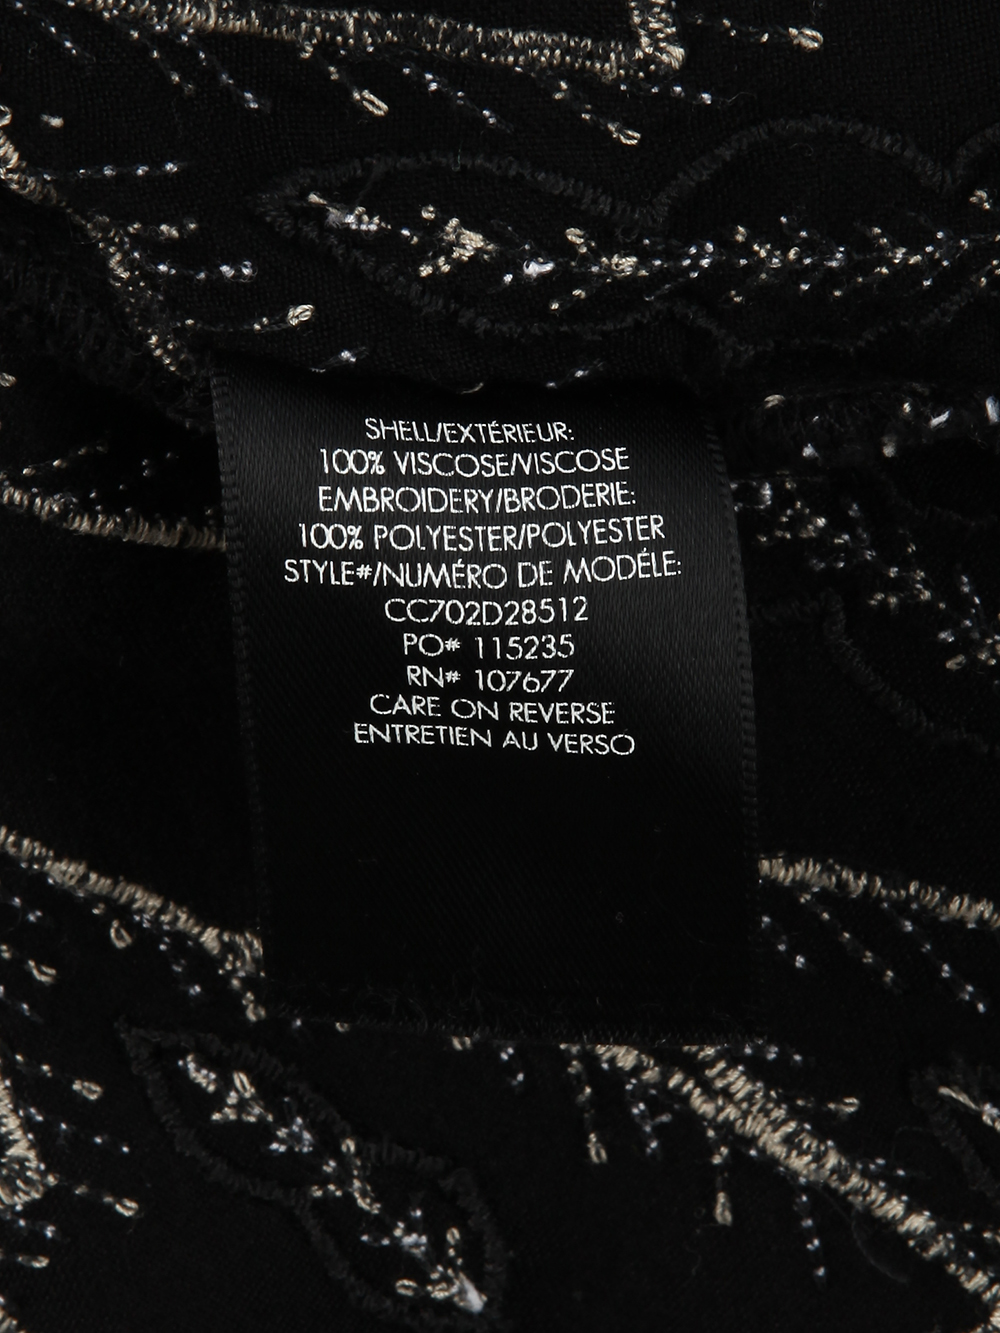 SHELL/EXTÉRIEUR:
100% VISCOSE/VISCOSE
EMBROIDERY/BRODERIE:
100% POLYESTER/POLYESTER
STYLE#/NUMÉRO DE MODÉLE:
CC702D28512
PO# 115235
RN# 107677
CARE ON REVERSE
ENTRETIEN AU VERSO